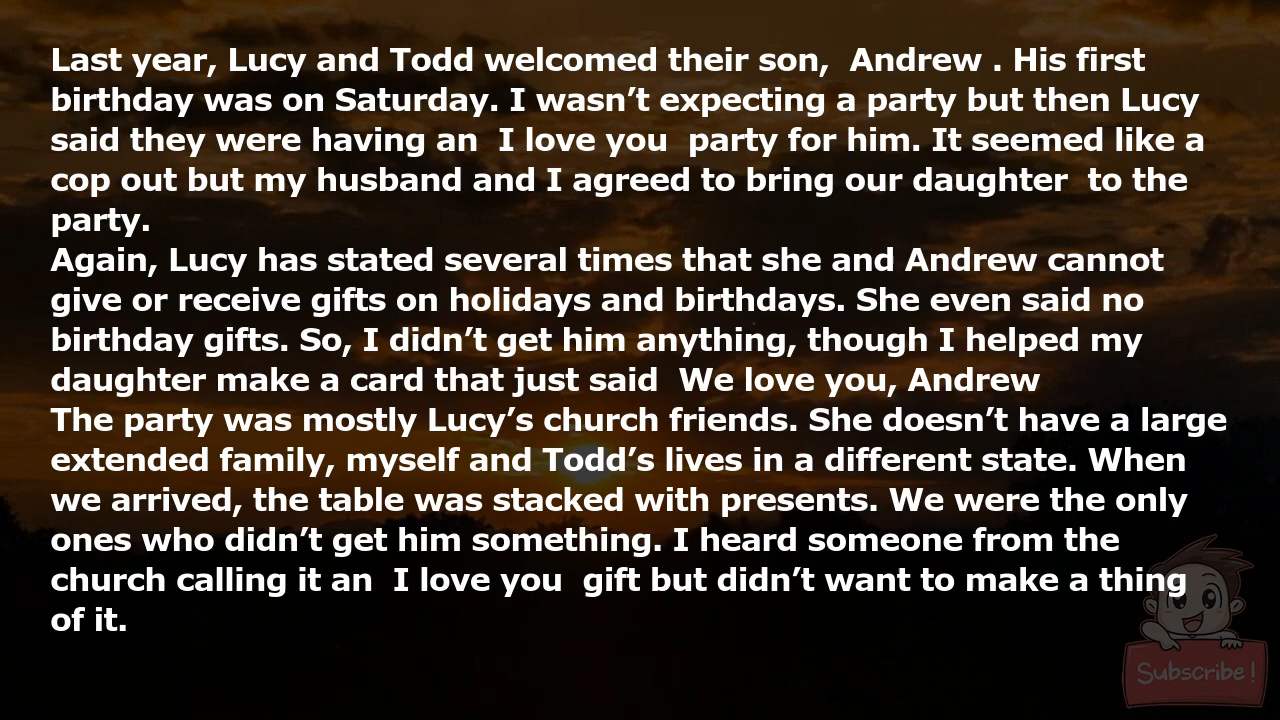 Last year, Lucy and Todd welcomed their son,  Andrew . His first
birthday was on Saturday. I wasn’t expecting a party but then Lucy
said they were having an  I love you  party for him. It seemed like a
cop out but my husband and I agreed to bring our daughter  to the
party.
Again, Lucy has stated several times that she and Andrew cannot
give or receive gifts on holidays and birthdays. She even said no
birthday gifts. So, I didn’t get him anything, though I helped my
daughter make a card that just said  We love you, Andrew
The party was mostly Lucy’s church friends. She doesn’t have a large
extended family, myself and Todd’s lives in a different state. When
we arrived, the table was stacked with presents. We were the only
ones who didn’t get him something. I heard someone from the
church calling it an  I love you  gift but didn’t want to make a thing
of it.
Subscribe!